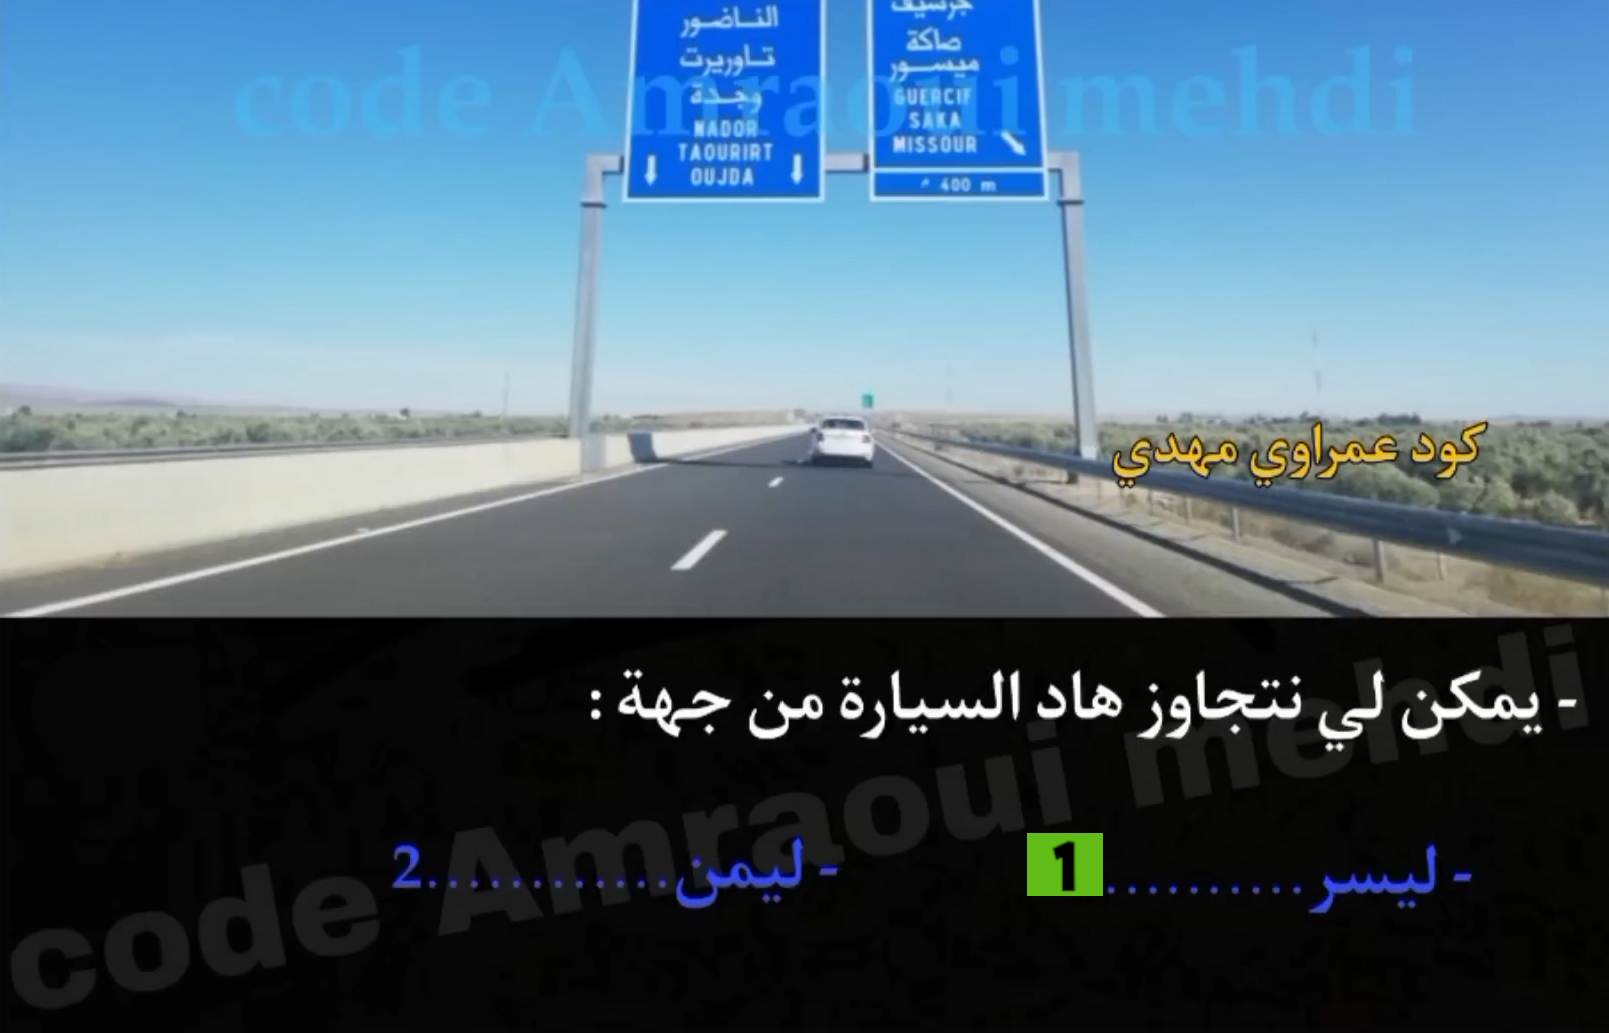 الناضور
تاوريرت
وجدة
NADOR
TAOURIRT
OUJDA
جرسيف
صاكة
ميسور
GUERCIF
SAKA
MISSOUR
400 m
code Amraoui mehdi
كود عمراوي مهدي
- يمكن لي نتجاوز هاد السيارة من جهة :
- ليسر..........1
- ليمن............2
code Amraoui mehdi